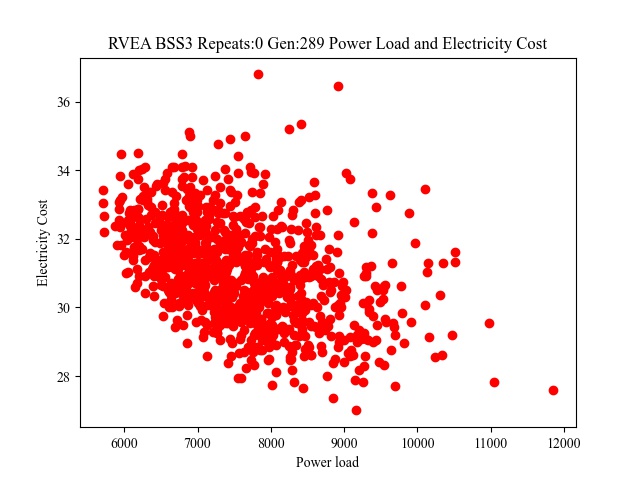 RVEA BSS3 Repeats:0 Gen:289 Power Load and Electricity Cost
36
34
32
30
28
Electricity Cost
6000 7000 8000 9000 10000 11000 12000
Power load